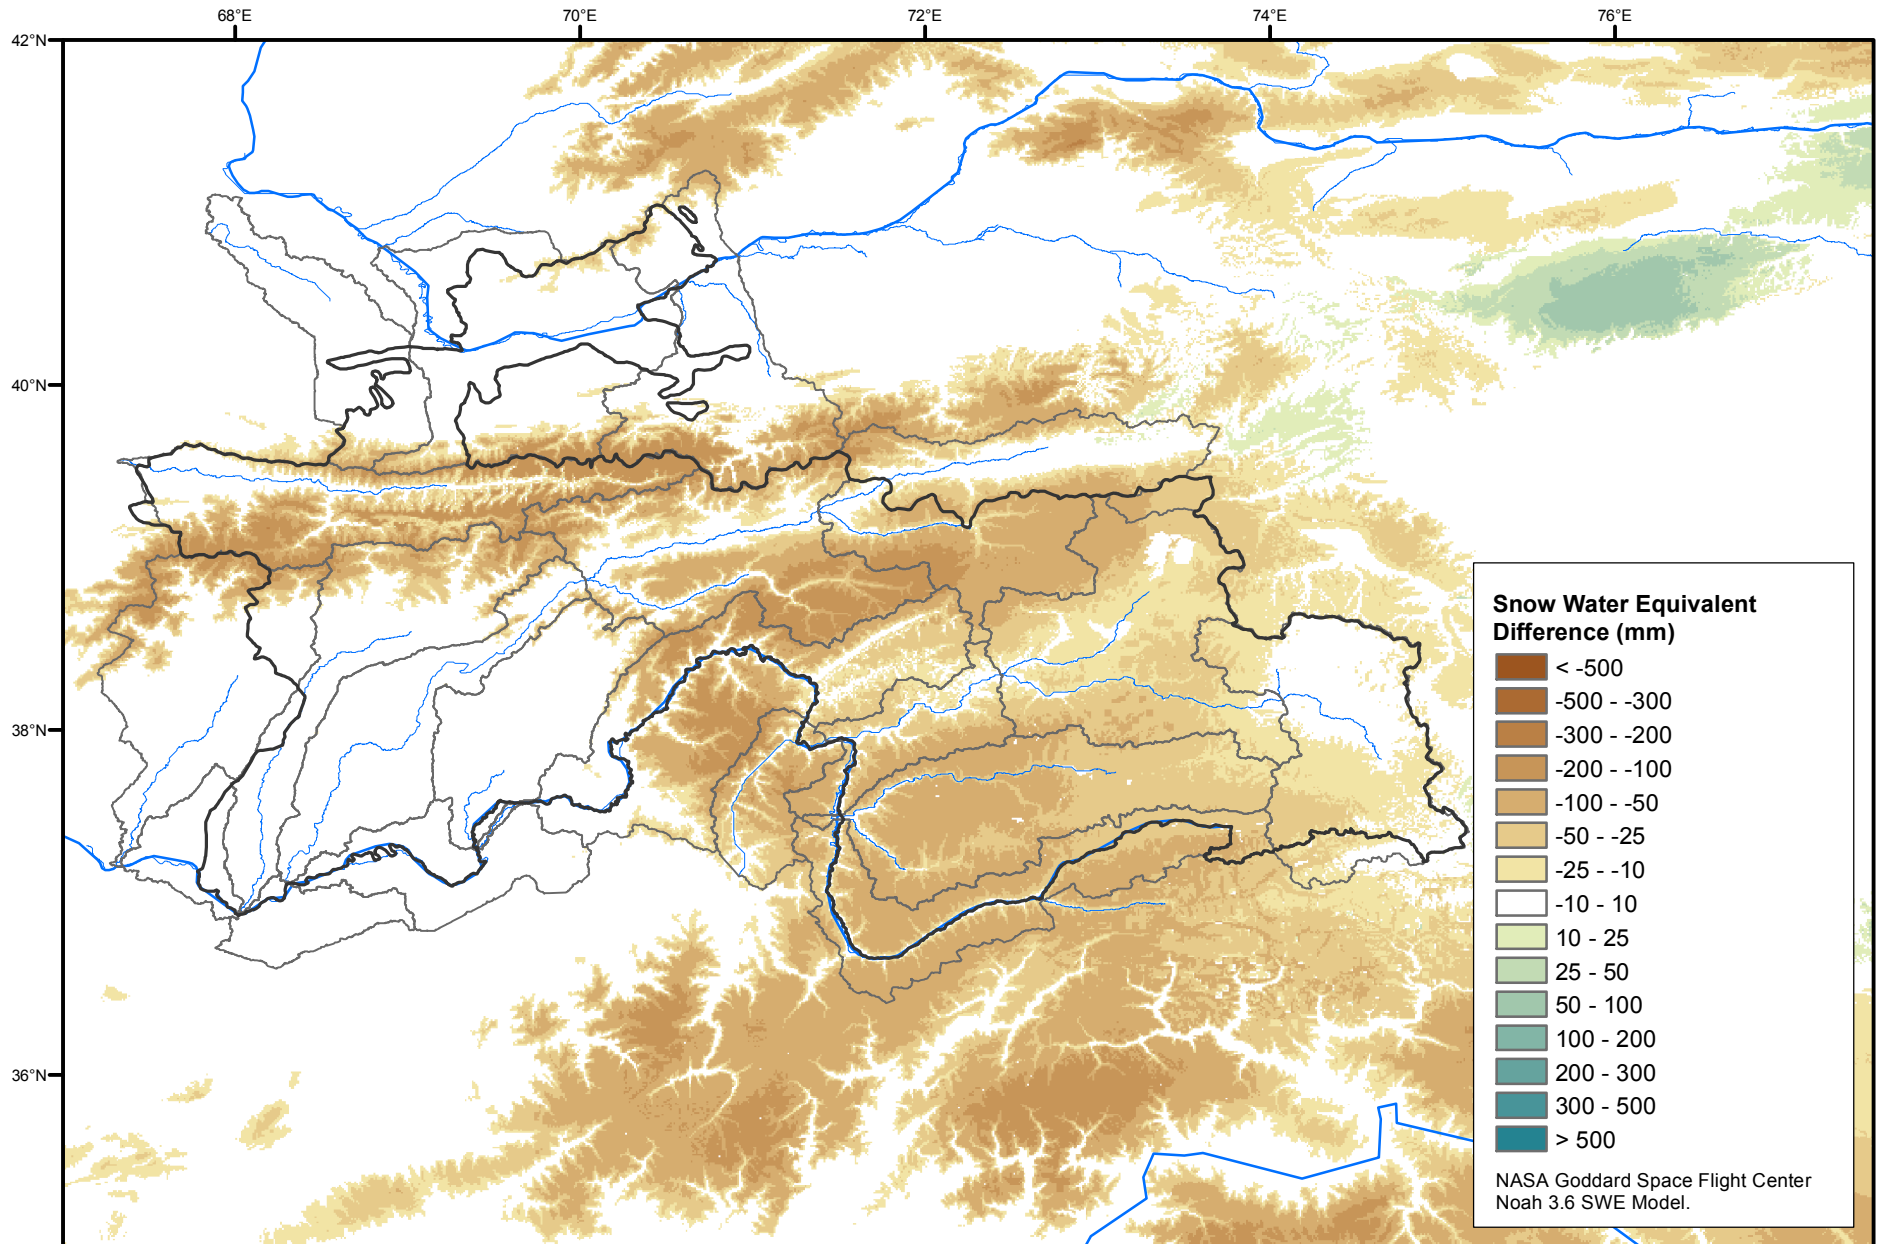 68°E
70°E
72°E
74°E
76°E
42°N
40°N
38°N
36°N
Snow Water Equivalent
Difference (mm)
< -500
-500 - -300
-300 - -200
-200 - -100
-100 - -50
-50 - -25
-25 - -10
-10 - 10
10 - 25
25 - 50
50 - 100
100 - 200
200 - 300
300 - 500
> 500
NASA Goddard Space Flight Center
Noah 3.6 SWE Model.